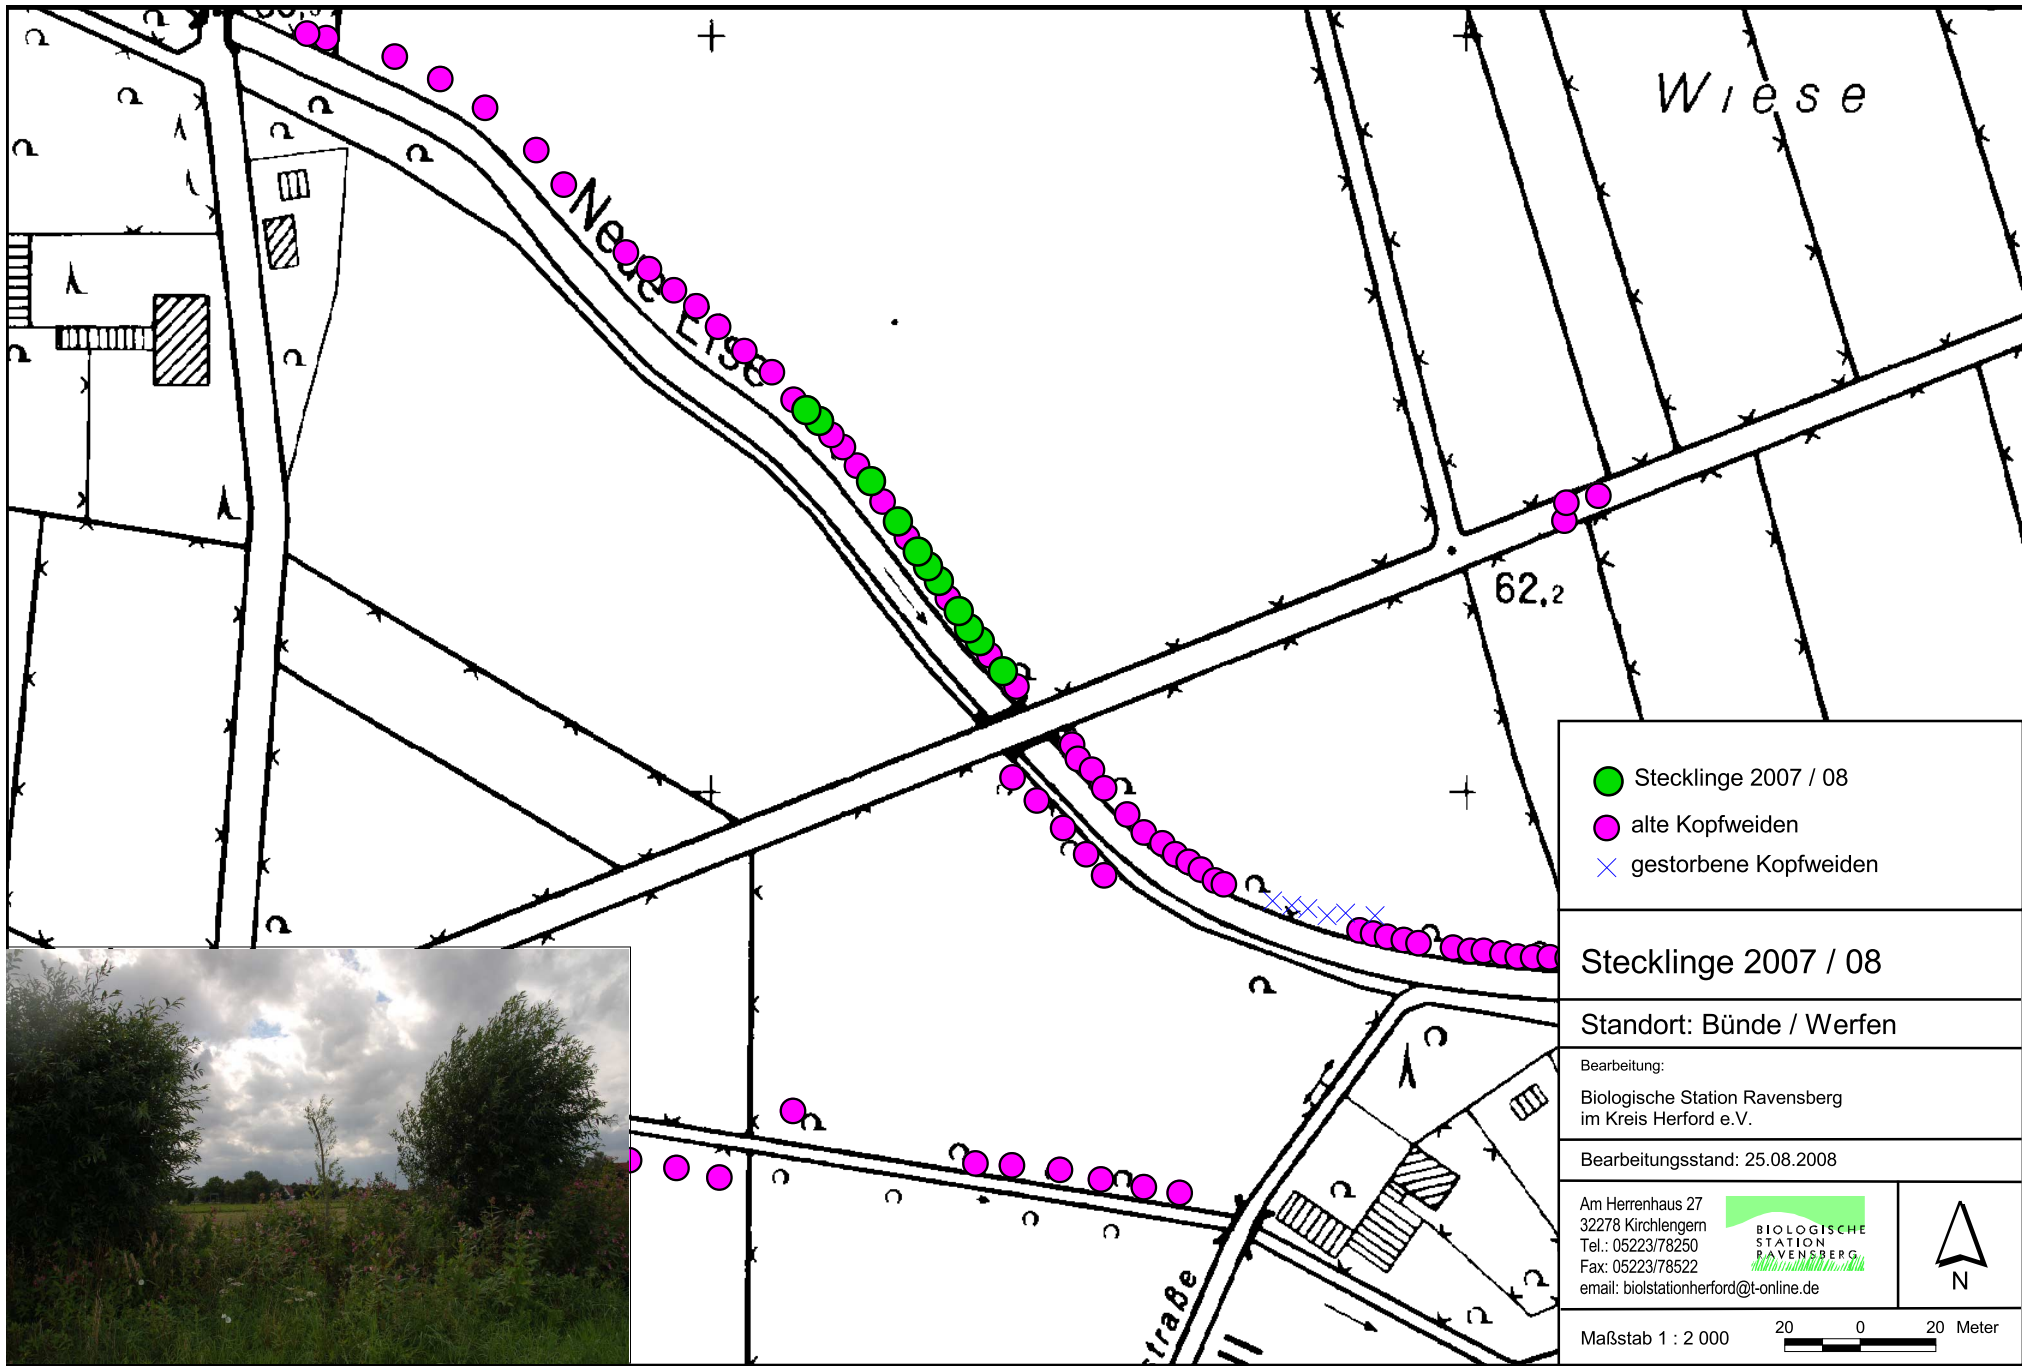 Wiese
Neue Else
62,2
Stecklinge 2007 / 08
alte Kopfweiden
gestorbene Kopfweiden
Stecklinge 2007 / 08
Standort: Bünde / Werfen
Bearbeitung:
Biologische Station Ravensberg
im Kreis Herford e.V.
Bearbeitungsstand: 25.08.2008
Am Herrenhaus 27
32278 Kirchlengern
Tel.: 05223/78250
Fax: 05223/78522
email: biolstationherford@t-online.de
BIOLOGISCHE
STATION
RAVENSBERG
N
Maßstab 1 : 2 000
20 0 20 Meter
straße